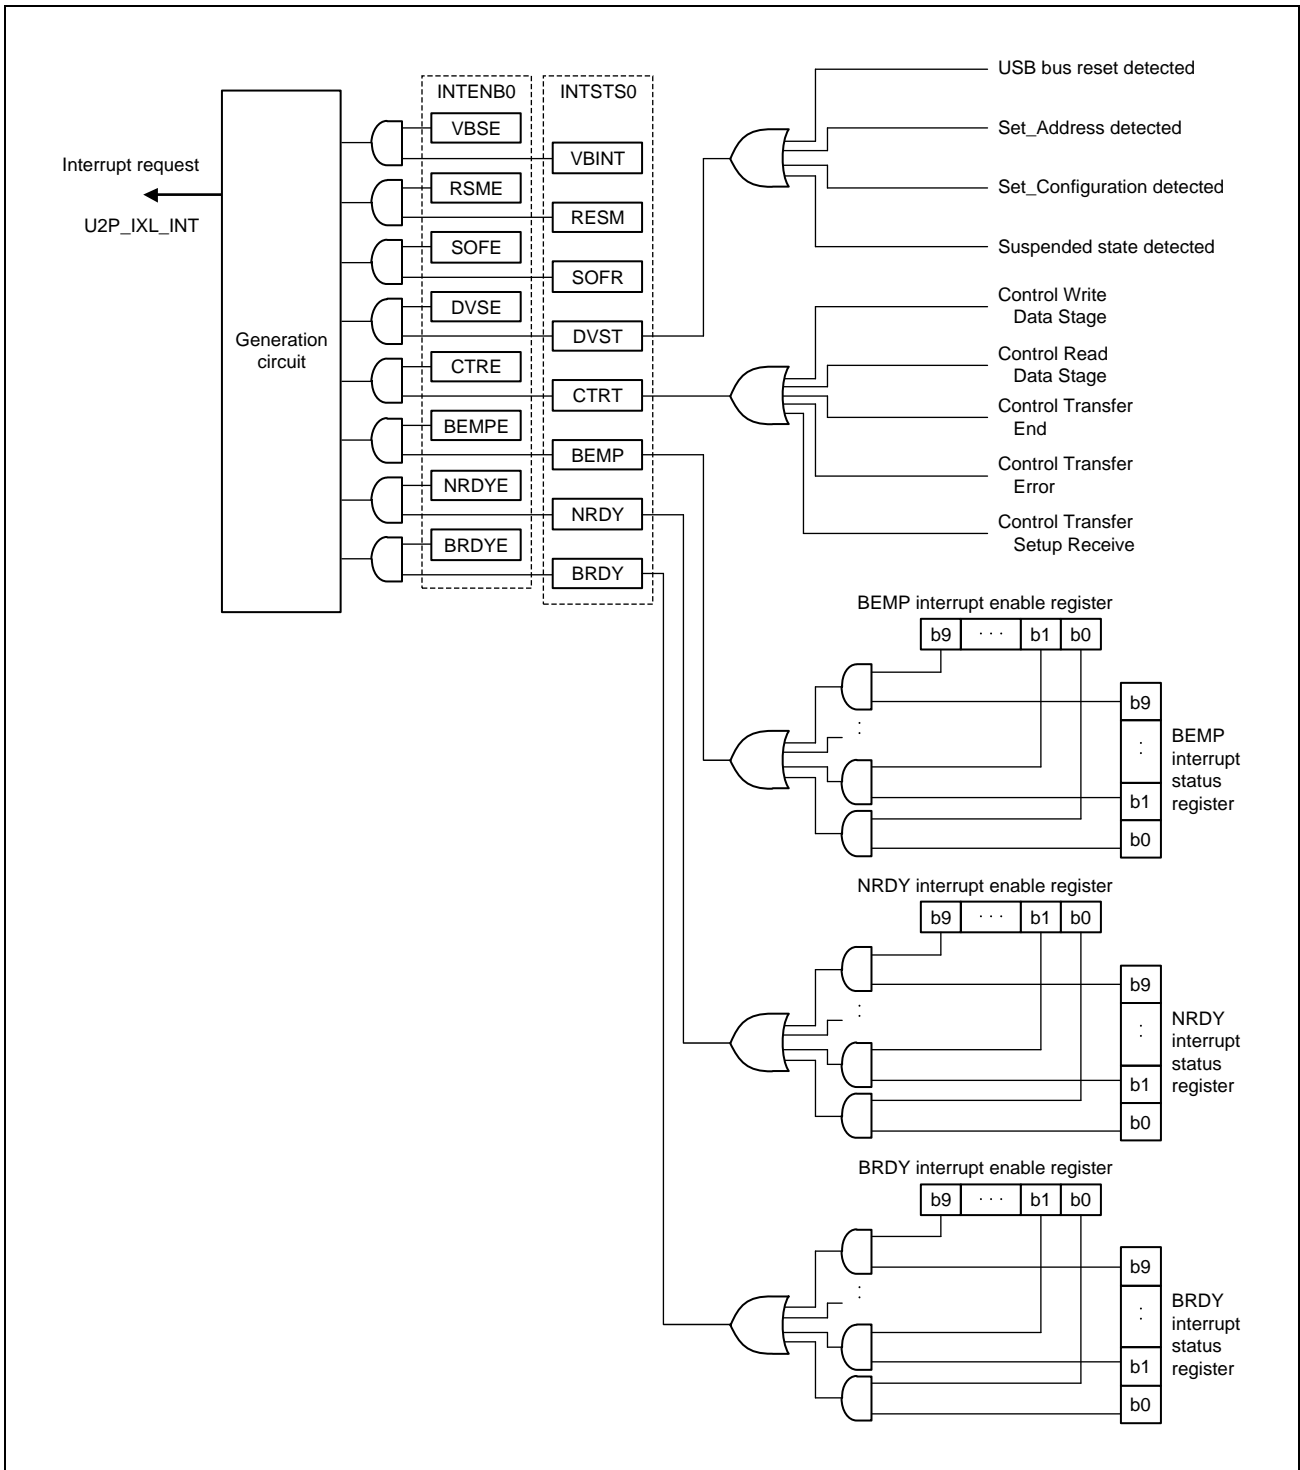 Interrupt request
U2P_IXL_INT
Generation
circuit
INTENB0
VBSE
RSME
SOFE
DVSE
CTRE
BEMPE
NRDYE
BRDYE
INTSTS0
VBINT
RESM
SOFR
DVST
CTRT
BEMP
NRDY
BRDY
USB bus reset detected
Set_Address detected
Set_Configuration detected
Suspended state detected
Control Write
Data Stage
Control Read
Data Stage
Control Transfer
End
Control Transfer
Error
Control Transfer
Setup Receive
BEMP interrupt enable register
b9 · · · b1 b0
b9
:
b1
b0
BEMP
interrupt
status
register
NRDY interrupt enable register
b9 · · · b1 b0
b9
:
b1
b0
NRDY
interrupt
status
register
BRDY interrupt enable register
b9 · · · b1 b0
b9
:
b1
b0
BRDY
interrupt
status
register